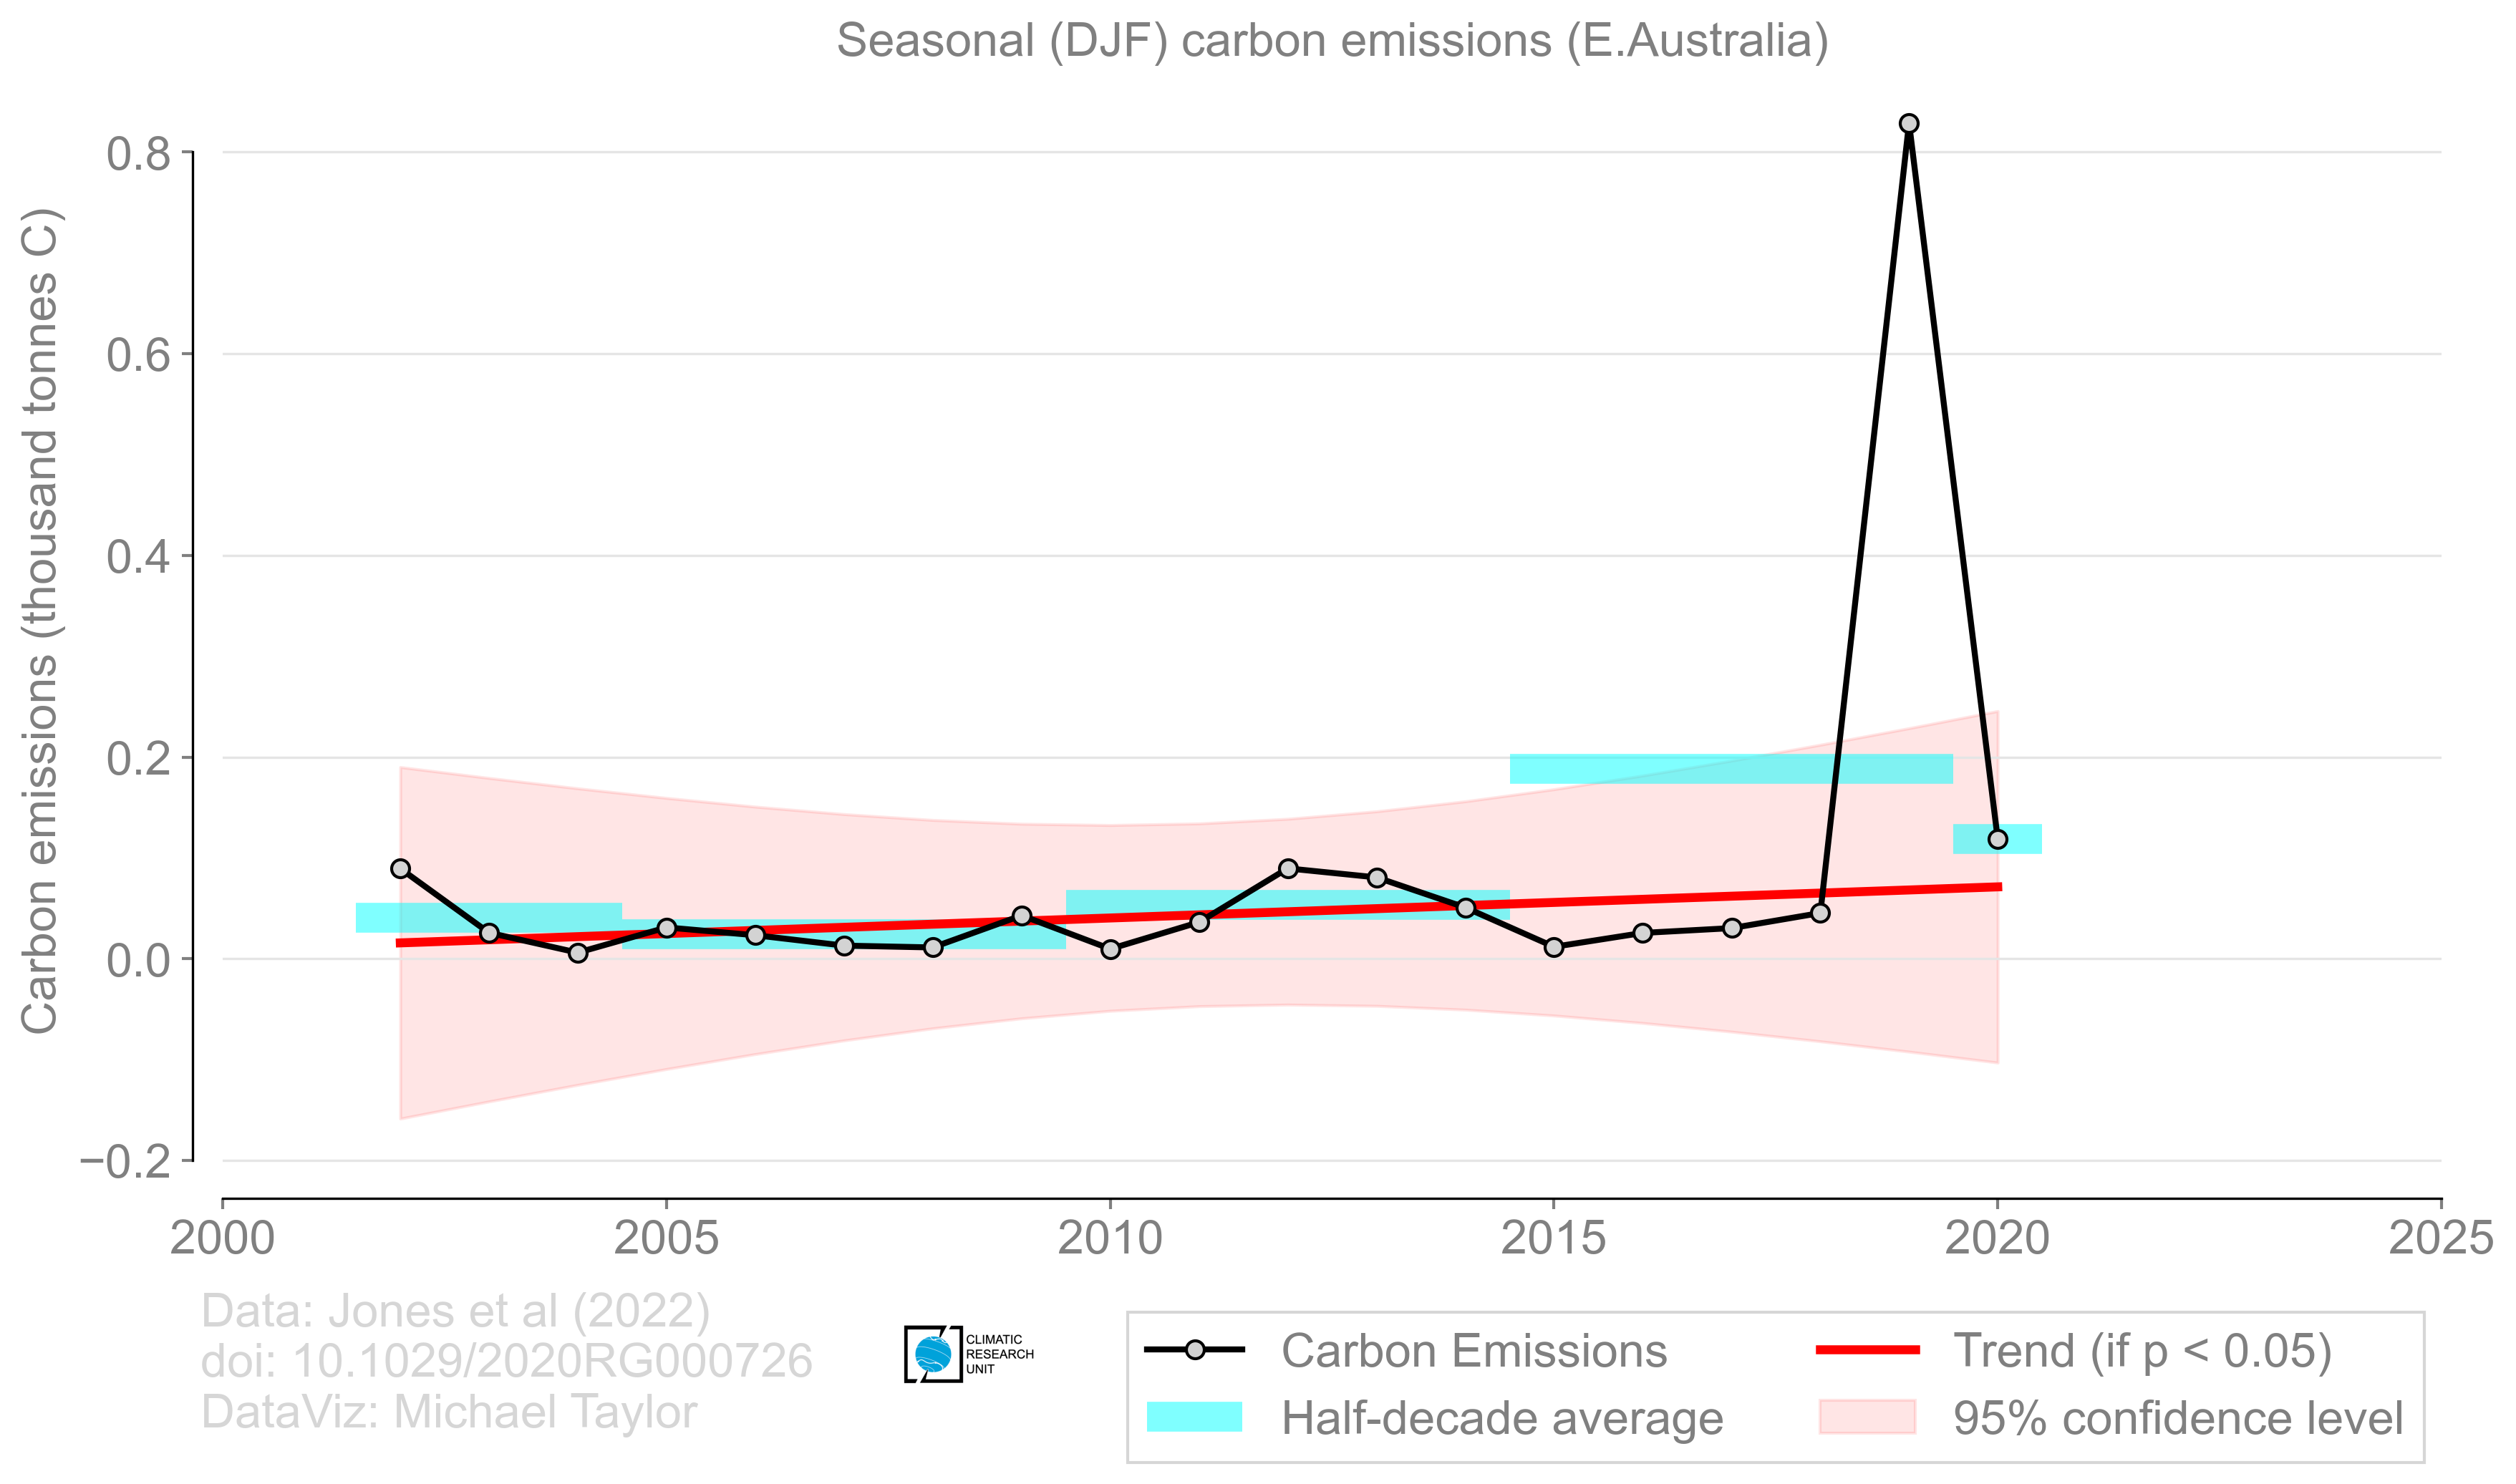 Seasonal (DJF) carbon emissions (E.Australia)
Carbon emissions (thousand tonnes C)
0.8
0.6
0.4
0.2
0.0
−0.2
2000 2005 2010 2015 2020 2025
Data: Jones et al (2022)
doi: 10.1029/2020RG000726
DataViz: Michael Taylor
CLIMATIC
RESEARCH
UNIT
Carbon Emissions
Half-decade average
Trend (if p < 0.05)
95% confidence level